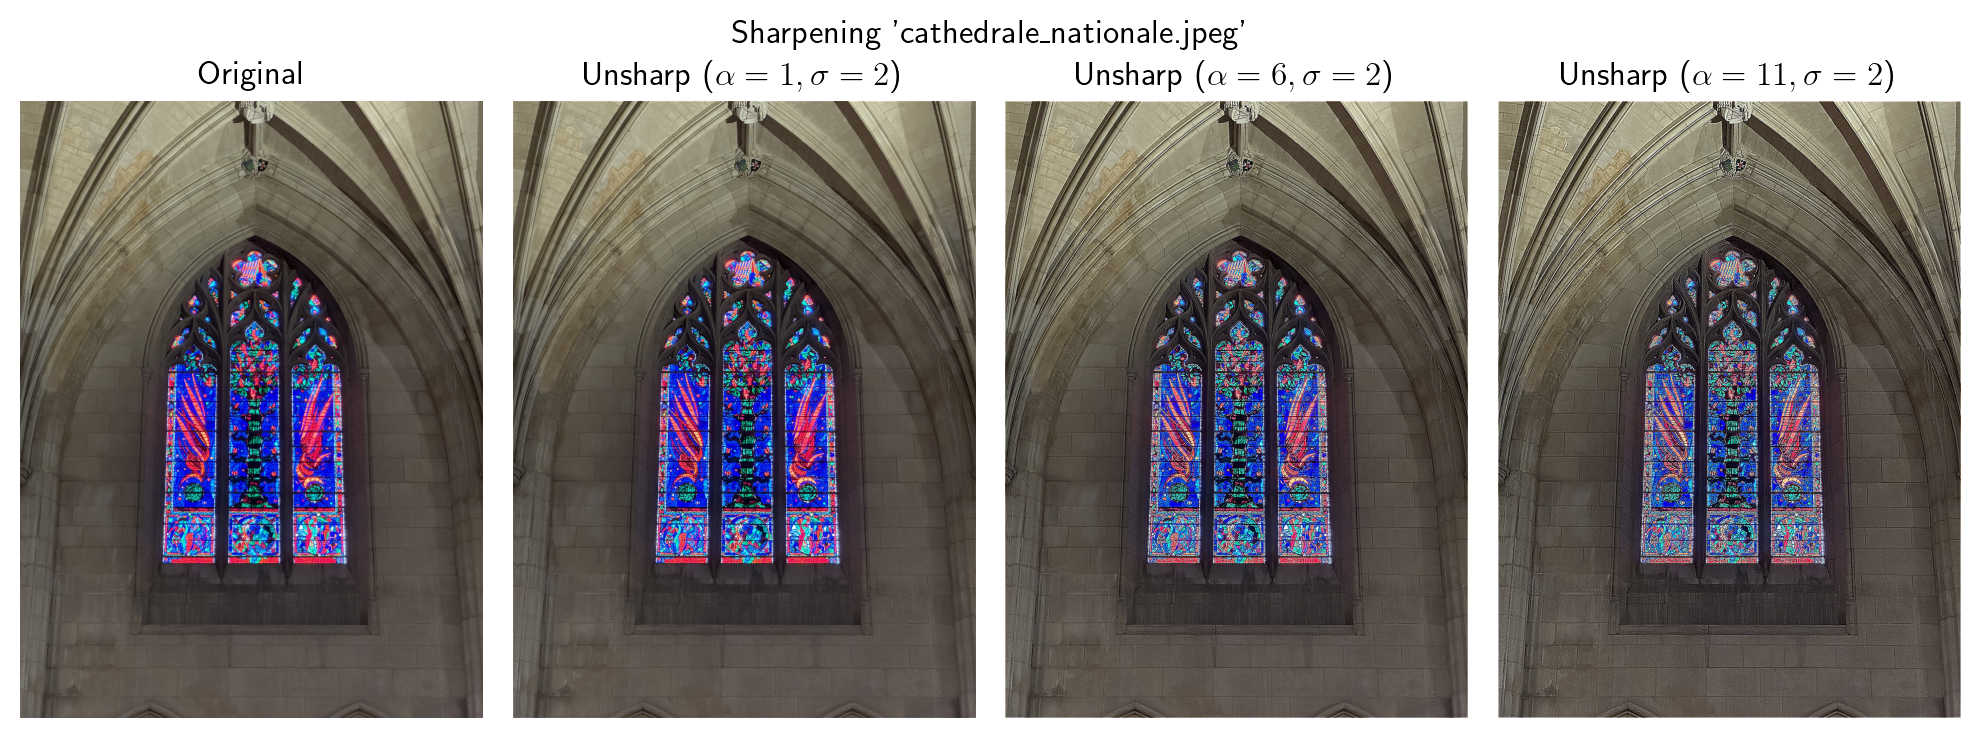 Sharpening 'cathedrale_nationale.jpeg'
Original
Unsharp (α = 1, σ = 2)
Unsharp (α = 6, σ = 2)
Unsharp (α = 11, σ = 2)